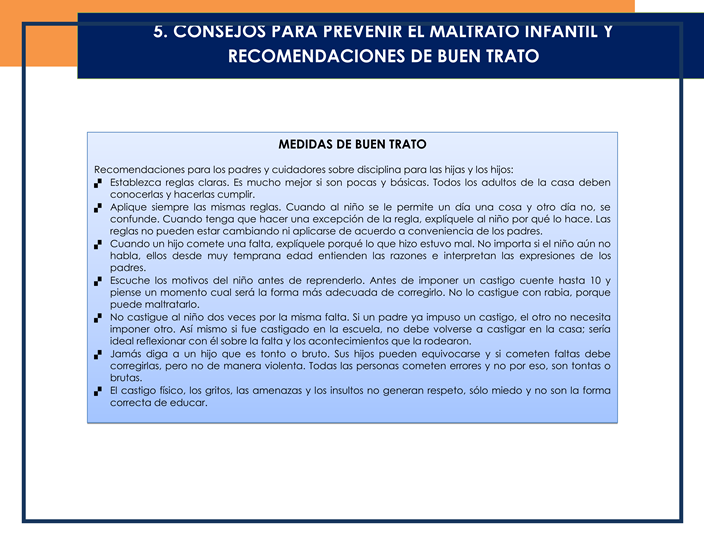 5. CONSEJOS PARA PREVENIR EL MALTRATO INFANTIL Y
RECOMENDACIONES DE BUEN TRATO
MEDIDAS DE BUEN TRATO
Recomendaciones para los padres y cuidadores sobre disciplina para las hijas y los hijos:
Establezca reglas claras. Es mucho mejor si son pocas y básicas. Todos los adultos de la casa deben
conocerlas y hacerlas cumplir.
Aplique siempre las mismas reglas. Cuando al niño se le permite un día una cosa y otro día no, se
confunde. Cuando tenga que hacer una excepción de la regla, explíquele al niño por qué lo hace. Las
reglas no pueden estar cambiando ni aplicarse de acuerdo a conveniencia de los padres.
Cuando un hijo comete una falta, explíquele porqué lo que hizo estuvo mal. No importa si el niño aún no
habla, ellos desde muy temprana edad entienden las razones e interpretan las expresiones de los
padres.
Escuche los motivos del niño antes de reprenderlo. Antes de imponer un castigo cuente hasta 10 y
piense un momento cual será la forma más adecuada de corregirlo. No lo castigue con rabia, porque
puede maltratarlo.
No castigue al niño dos veces por la misma falta. Si un padre ya impuso un castigo, el otro no necesita
imponer otro. Así mismo si fue castigado en la escuela, no debe volverse a castigar en la casa; sería
ideal reflexionar con él sobre la falta y los acontecimientos que la rodearon.
Jamás diga a un hijo que es tonto o bruto. Sus hijos pueden equivocarse y si cometen faltas debe
corregirlas, pero no de manera violenta. Todas las personas cometen errores y no por eso, son tontas o
brutas.
El castigo físico, los gritos, las amenazas y los insultos no generan respeto, sólo miedo y no son la forma
correcta de educar.